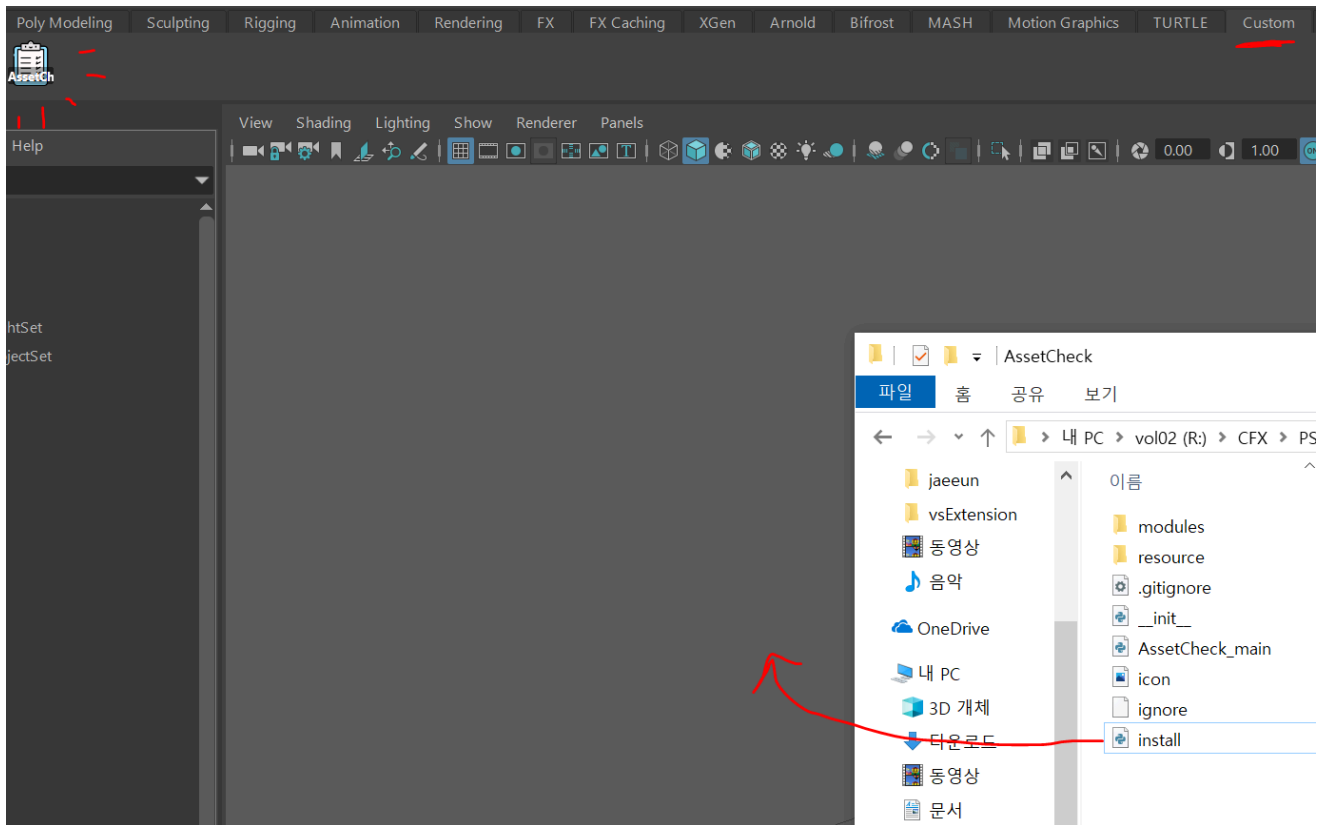 Poly Modeling Sculpting Rigging Animation Rendering FX FX Caching XGen Arnold Bifrost MASH Motion Graphics TURTLE Custom
AssetCh
View Shading Lighting Show Renderer Panels
Help
0.00 1.00 ON
htSet
jectSet
AssetCheck
파일 홈 공유 보기
내 PC > vol02 (R:) > CFX > PS
이름
jaeeun
vsExtension
동영상
음악
OneDrive
내 PC
3D 개체
다운로드
동영상
문서
modules
resource
.gitignore
__init__
AssetCheck_main
icon
ignore
install